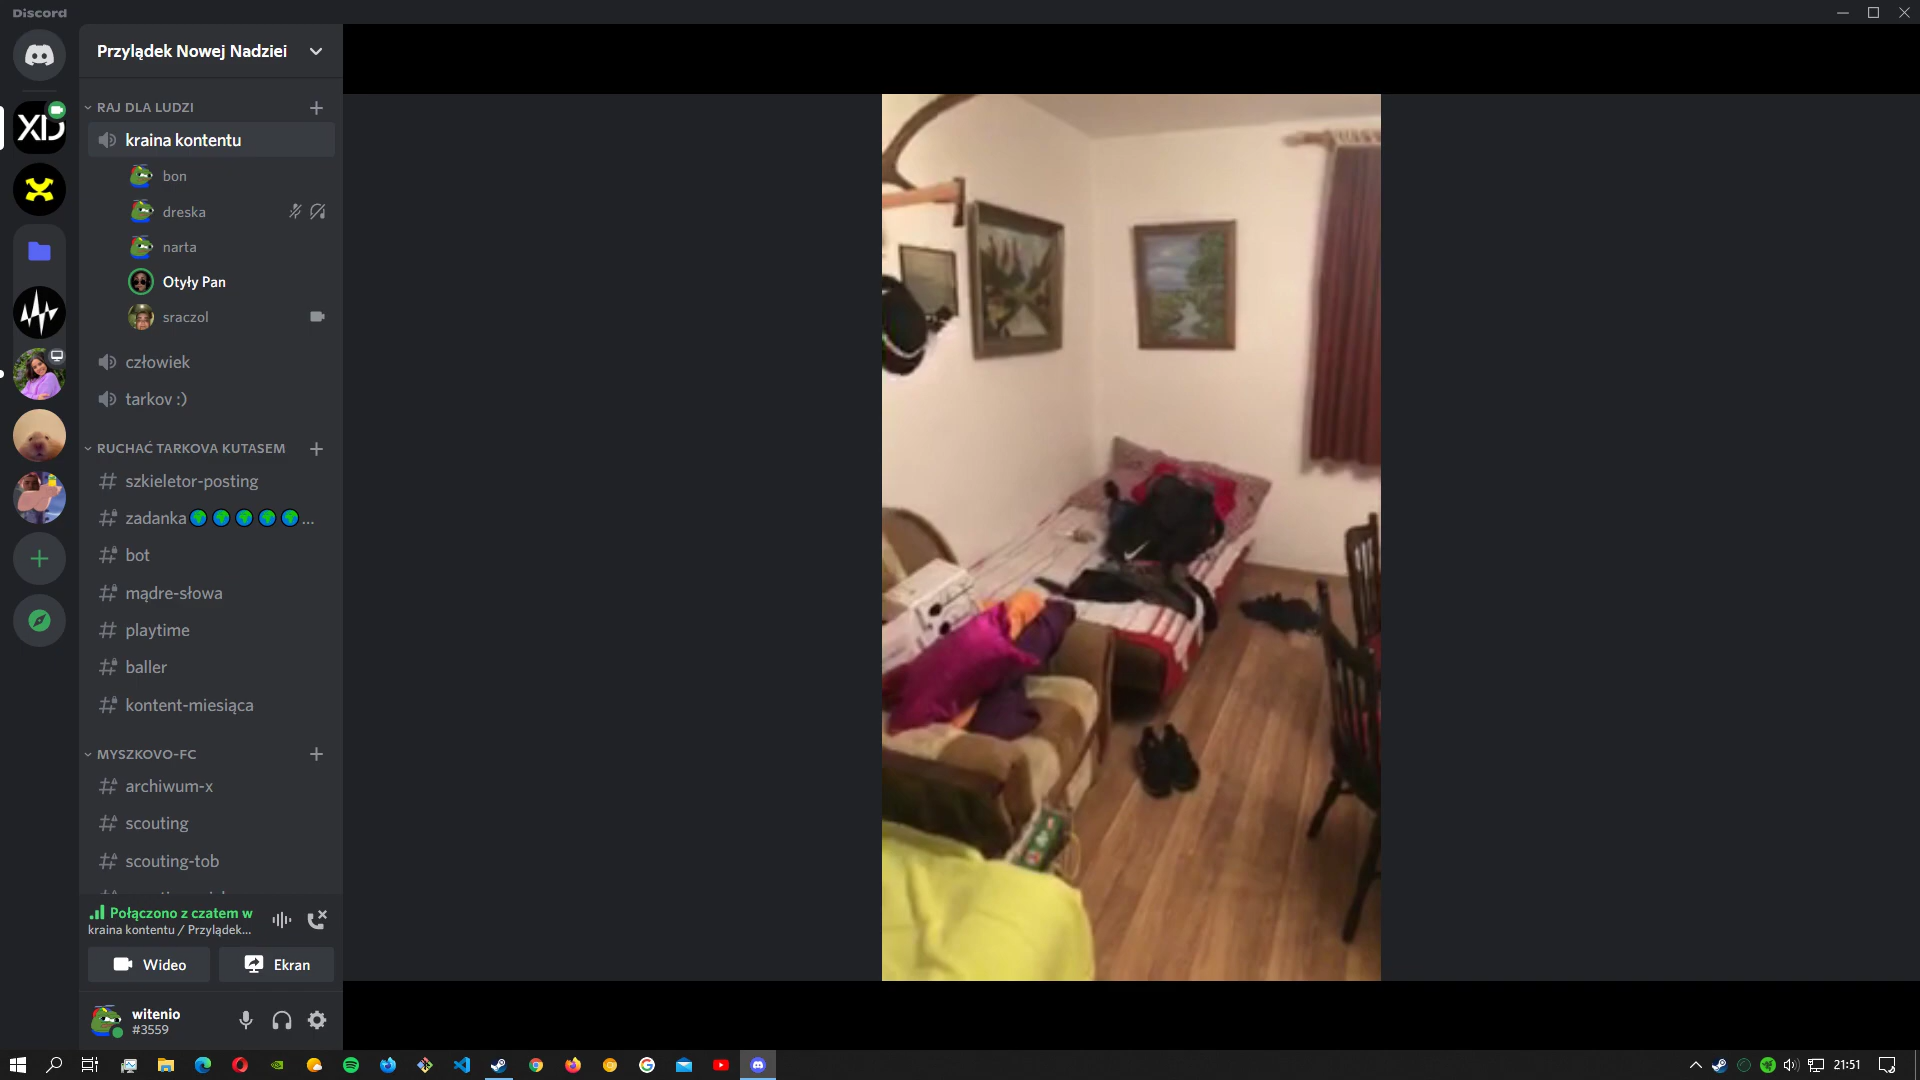 Discord
Przylądek Nowej Nadziei
RAJ DLA LUDZI
kraina kontentu
bon
dreska
narta
Otyły Pan
sraczol
człowiek
tarkov :)
RUCHAĆ TARKOVA KUTASEM
szkieletor-posting
zadanka🌍🌍🌍🌍🌍...
bot
mądre-słowa
playtime
baller
kontent-miesiąca
MYSZKOVO-FC
archiwum-x
scouting
scouting-tob
Połączono z czatem w
kraina kontentu / Przylądek...
Wideo
Ekran
witenio
#3559
XD
21:51